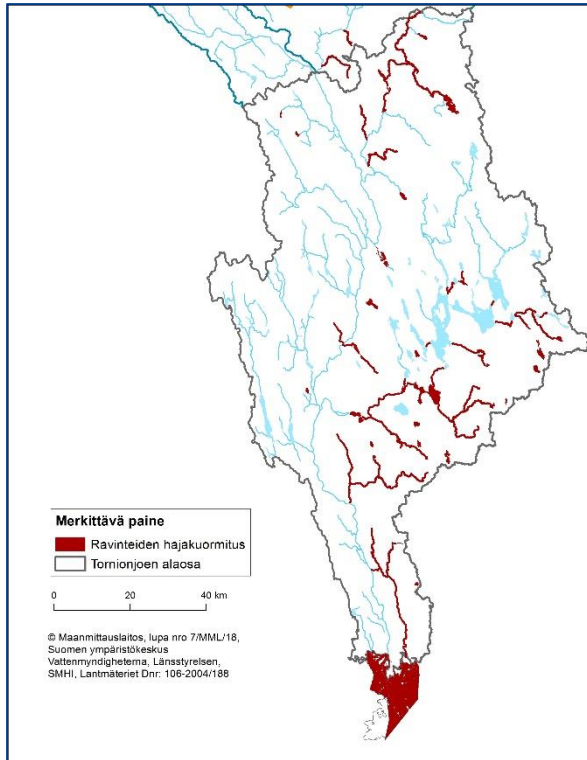 Merkittävä paine
Ravinteiden hajakuormitus
Tornionjoen alaosa
0 20 40 km
© Maanmittauslaitos, lupa nro 7/MML/18,
Suomen ympäristökeskus
Vattenmyndigheterna, Länsstyrelsen,
SMHI, Lantmäteriet Dnr: 106-2004/188